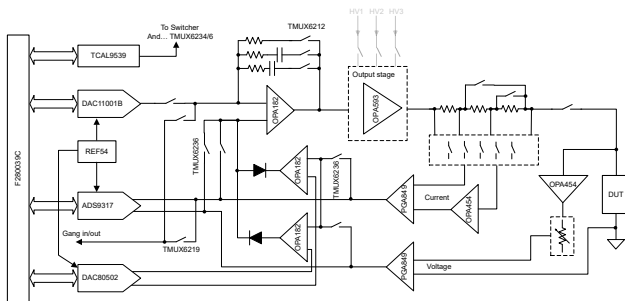 HV1 HV2 HV3
To Switcher
And... TMUX6234/6
TMUX6212
TCAL9539
Output stage
DAC11001B
OPA182
OPA593
F280039C
REF54
TMUX6236
OPA182
TMUX6236
ADS9317
PGA849
Current
OPA454
OPA454
DUT
Gang in/out
TMUX6219
OPA182
DAC80502
PGA849
Voltage